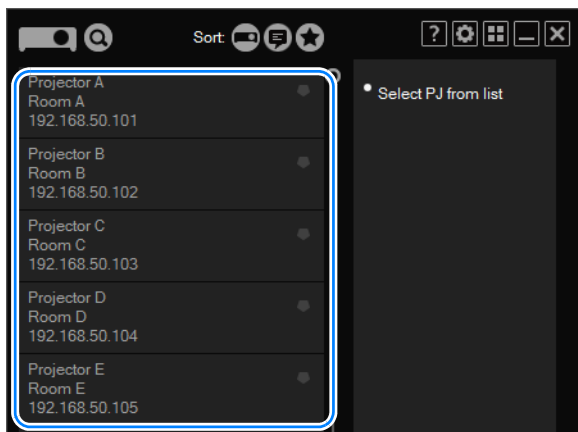 Sort:
?
Projector A
Room A
192.168.50.101
Projector B
Room B
192.168.50.102
Projector C
Room C
192.168.50.103
Projector D
Room D
192.168.50.104
Projector E
Room E
192.168.50.105
Select PJ from list